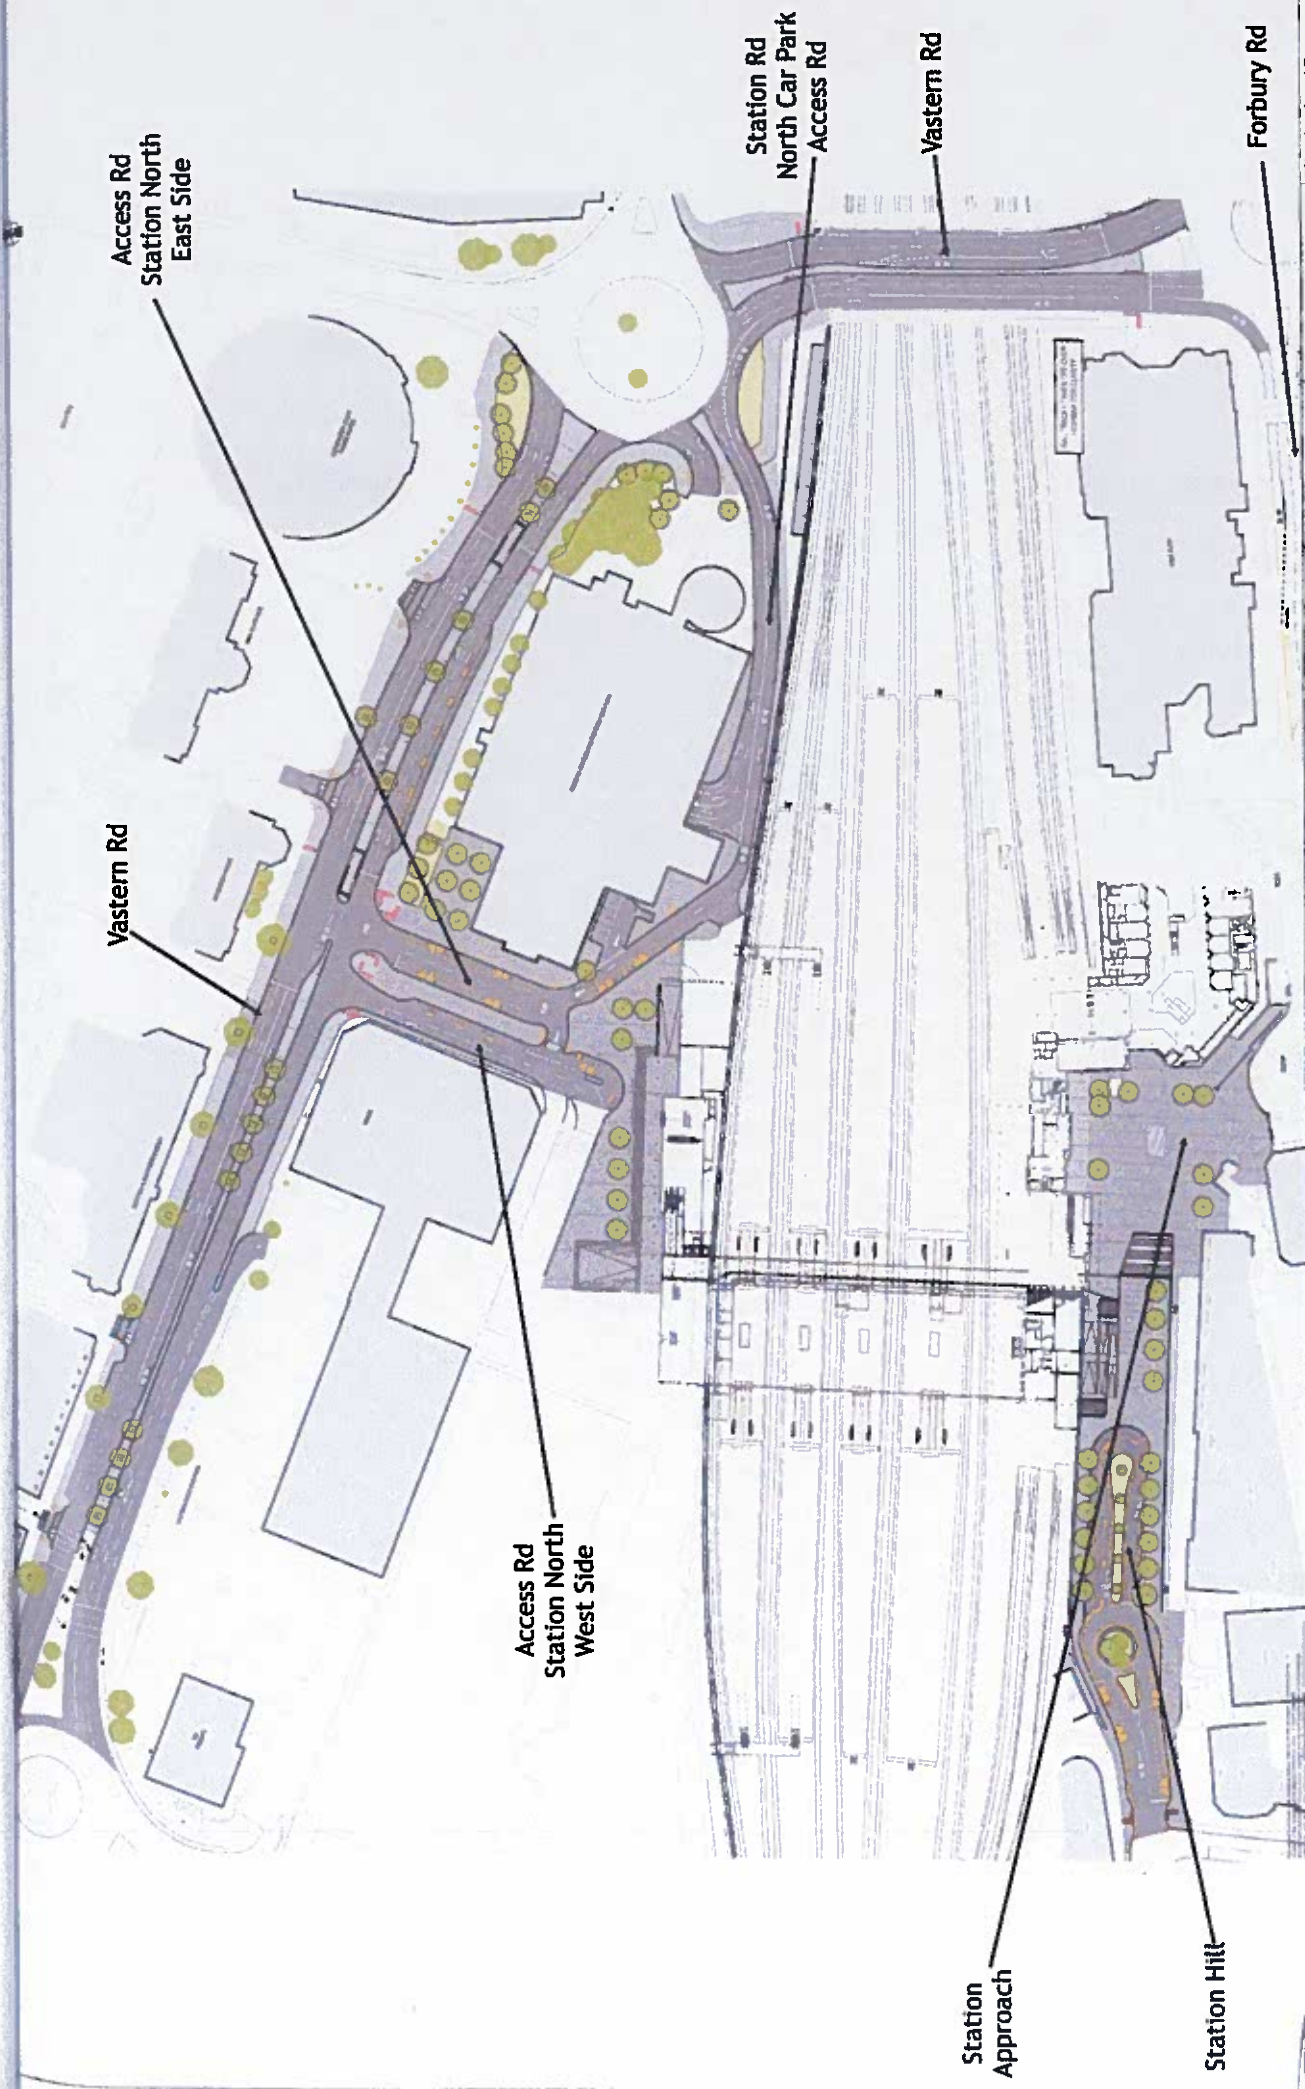 Access Rd
Station North
East Side
Vastern Rd
Station Rd
North Car Park
Access Rd
Vastern Rd
Forbury Rd
Access Rd
Station North
West Side
Station
Approach
Station Hill